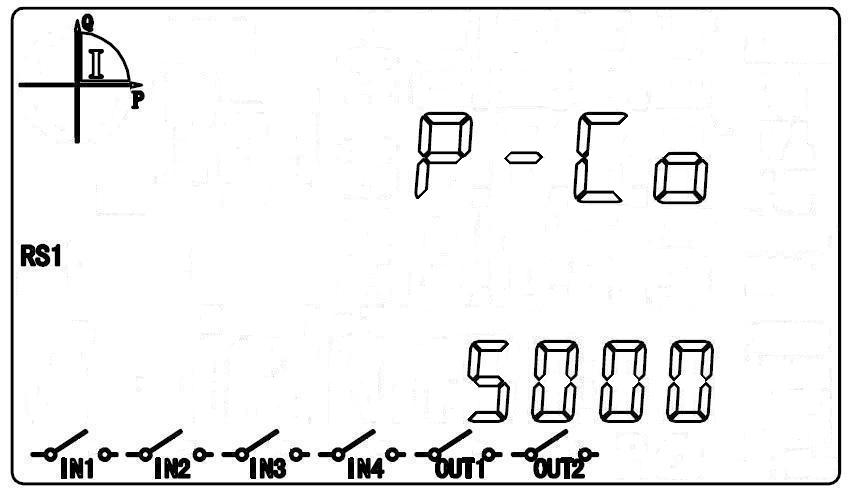 Q
I
P
P-Co
RS1
5000
IN1 IN2 IN3 IN4 OUT1 OUT2